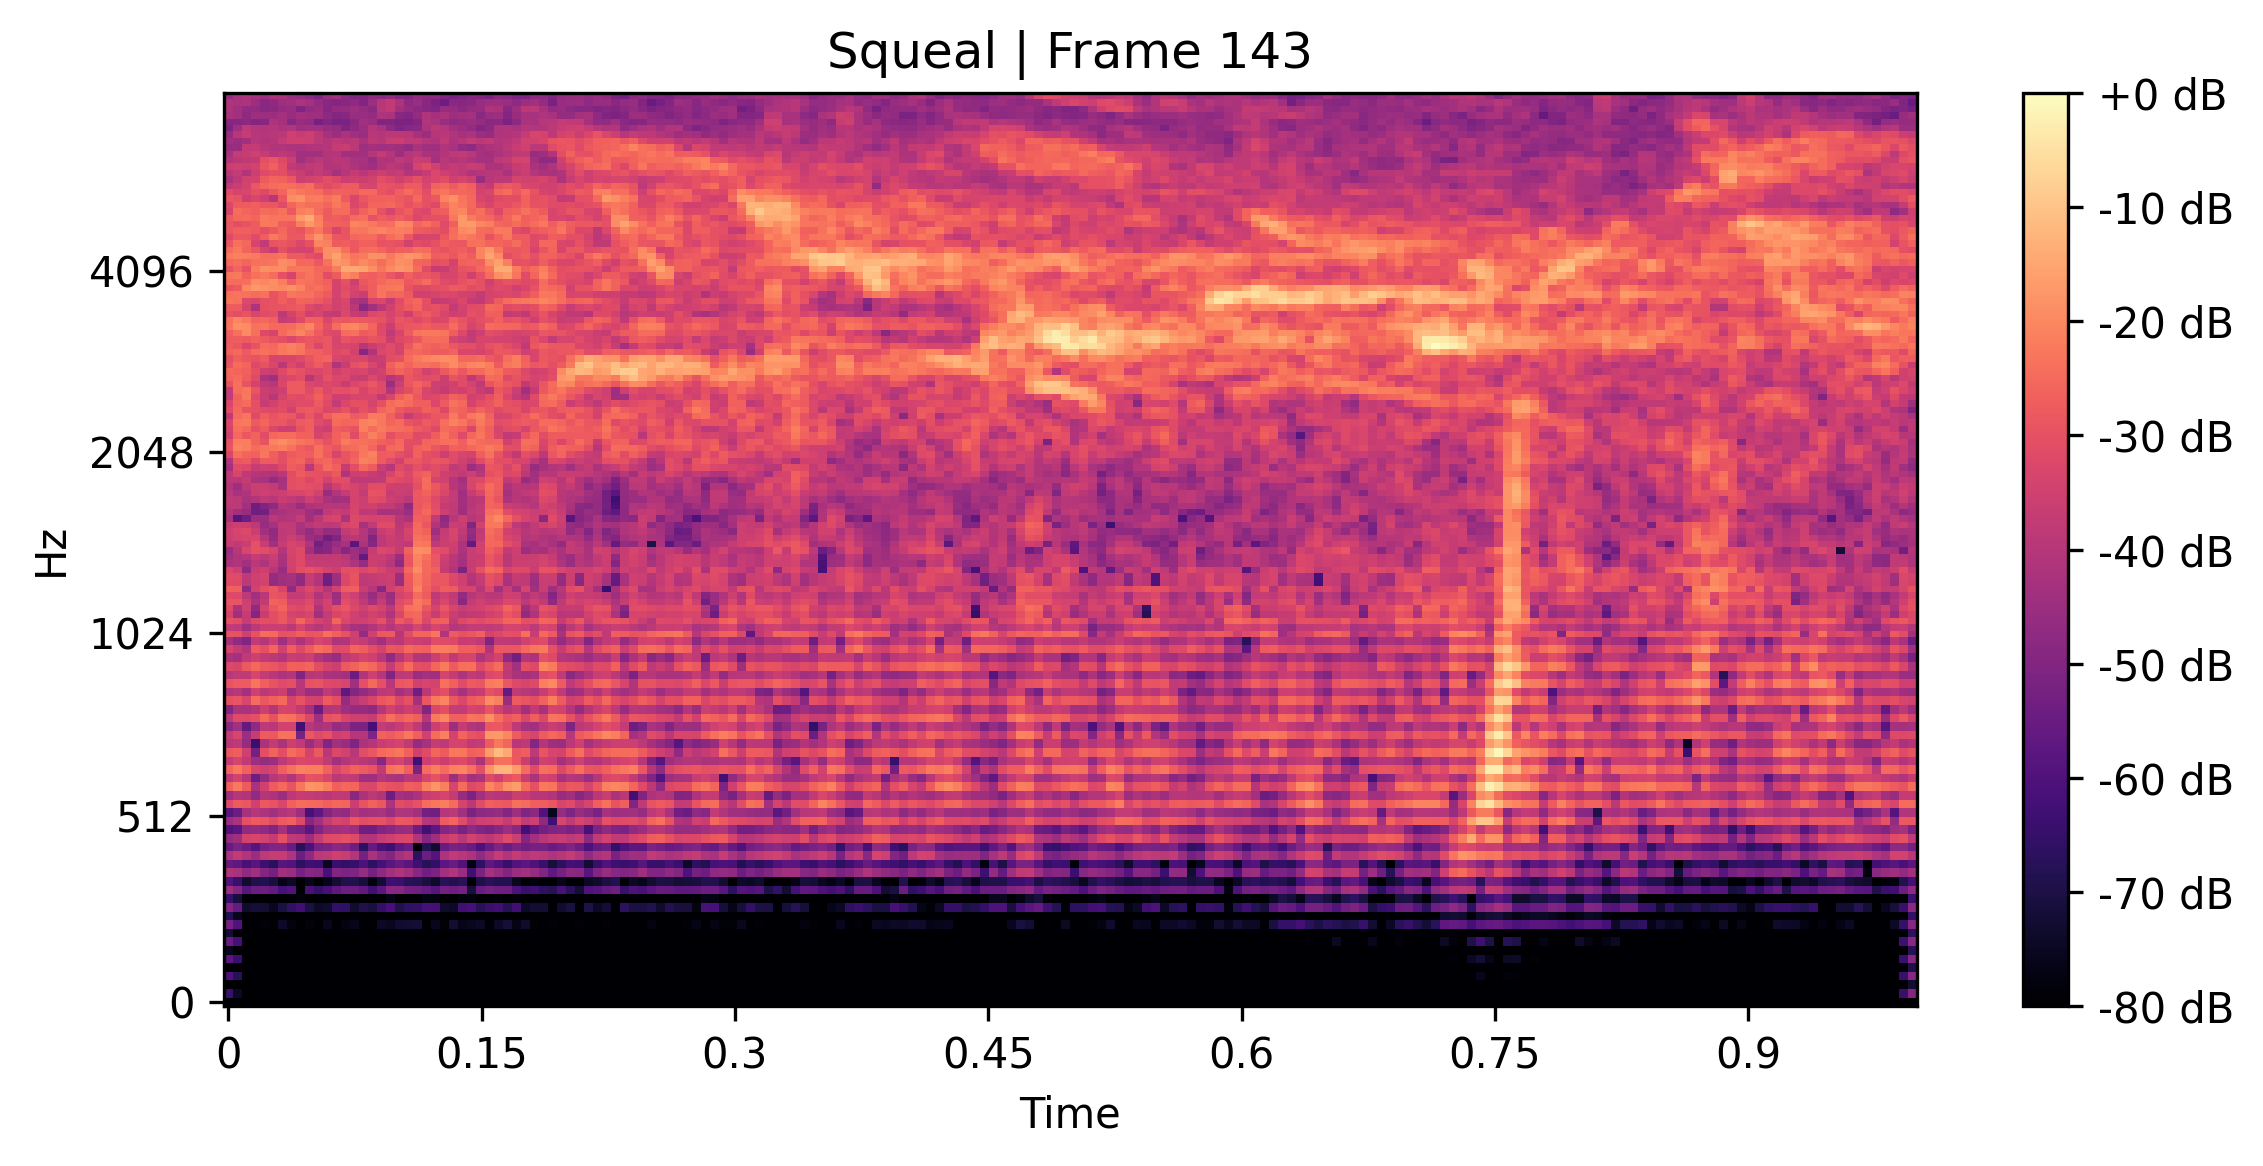 Squeal | Frame 143
+0 dB
-10 dB
-20 dB
-30 dB
-40 dB
-50 dB
-60 dB
-70 dB
-80 dB
4096
2048
1024
512
0
Hz
0 0.15 0.3 0.45 0.6 0.75 0.9
Time